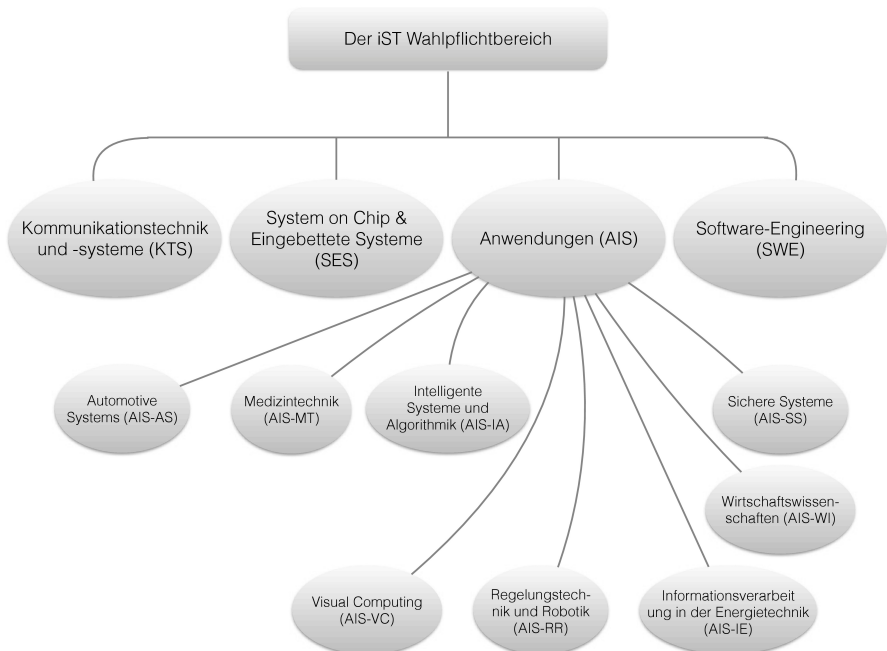 Der iST Wahlpflichtbereich
Kommunikationstechnik
und -systeme (KTS)
System on Chip &
Eingebettete Systeme
(SES)
Anwendungen (AIS)
Software-Engineering
(SWE)
Automotive
Systems (AIS-AS)
Medizintechnik
(AIS-MT)
Intelligente
Systeme und
Algorithmik (AIS-IA)
Sichere Systeme
(AIS-SS)
Wirtschaftswissen-
schaften (AIS-WI)
Visual Computing
(AIS-VC)
Regelungstech-
nik und Robotik
(AIS-RR)
Informationsverarbeit
ung in der Energietechnik
(AIS-IE)